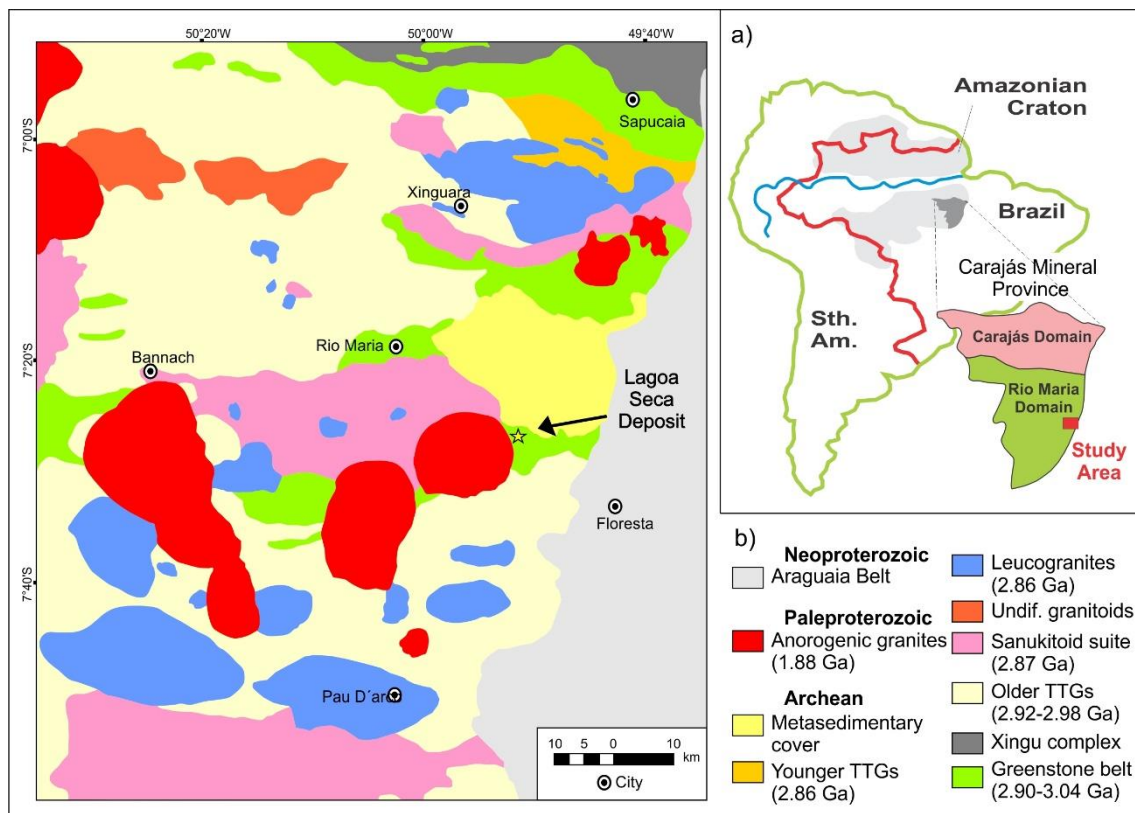 50°20'W
50°00'W
49°40'W
7°00'S
7°20'S
7°40'S
Sapucaia
Xinguara
Rio Maria
Bannach
Lagoa
Seca
Deposit
Floresta
Pau D´arco
10 5 0 10
km
City
a)
Amazonian
Craton
Brazil
Carajás Mineral
Province
Sth.
Am.
Carajás Domain
Rio Maria
Domain
Study
Area
b)
Neoproterozoic
Araguaia Belt
Paleoproterozoic
Anorogenic granites
(1.88 Ga)
Archean
Metasedimentary
cover
Younger TTGs
(2.86 Ga)
Leucogranites
(2.86 Ga)
Undif. granitoids
Sanukitoid suite
(2.87 Ga)
Older TTGs
(2.92-2.98 Ga)
Xingu complex
Greenstone belt
(2.90-3.04 Ga)